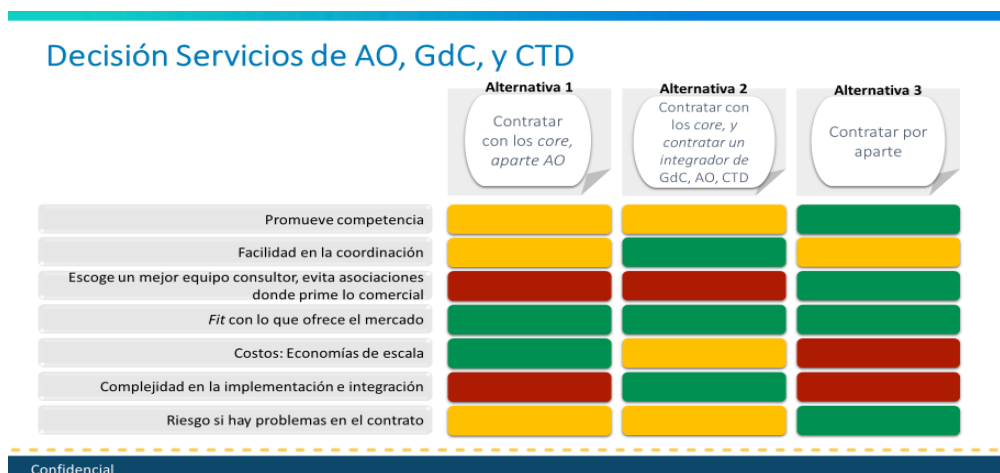 Decisión Servicios de AO, GdC, y CTD
Alternativa 1
Contratar
con los core,
aparte AO
Alternativa 2
Contratar con
los core, y
contratar un
integrador de
GdC, AO, CTD
Alternativa 3
Contratar por
aparte
Promueve competencia
Facilidad en la coordinación
Escoge un mejor equipo consultor, evita asociaciones
donde prime lo comercial
Fit con lo que ofrece el mercado
Costos: Economías de escala
Complejidad en la implementación e integración
Riesgo si hay problemas en el contrato
Confidencial